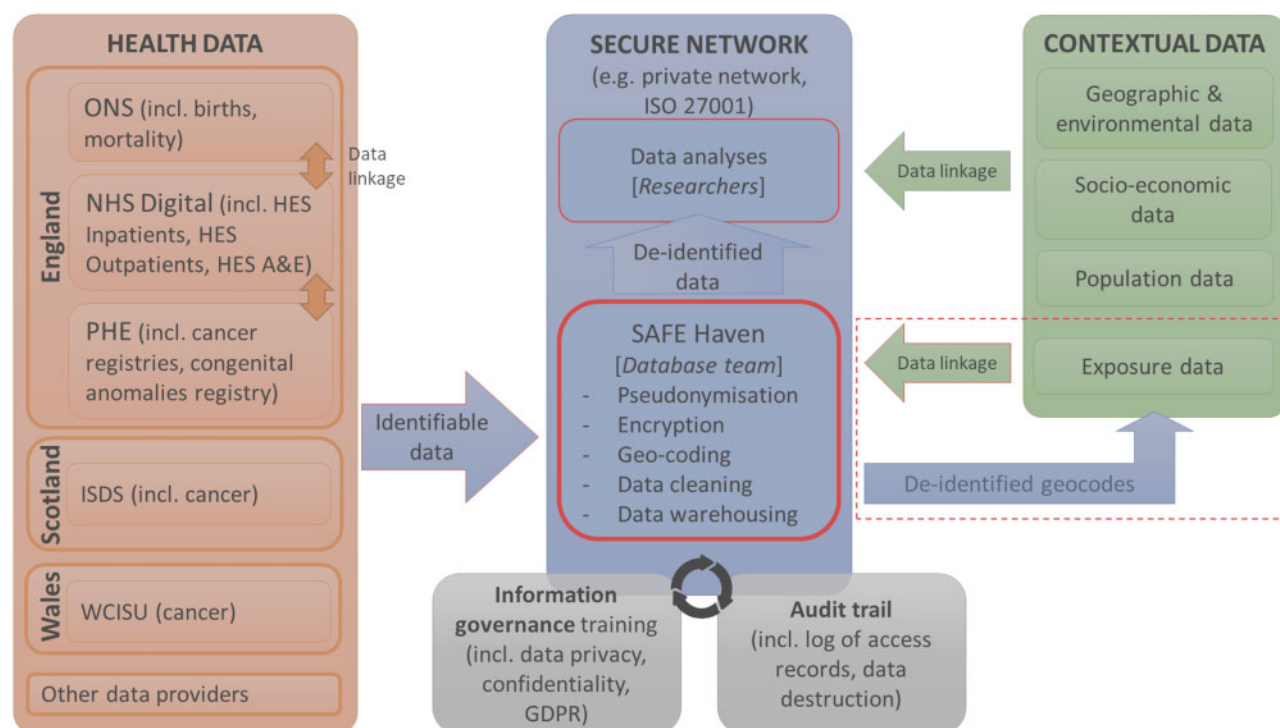 HEALTH DATA
England
ONS (incl. births,
mortality)
Data
linkage
NHS Digital (incl. HES
Inpatients, HES
Outpatients, HES A&E)
PHE (incl. cancer
registries, congenital
anomalies registry)
Scotland
ISDS (incl. cancer)
Wales
WCISU (cancer)
Other data providers
Identifiable
data
SECURE NETWORK
(e.g. private network,
ISO 27001)
Data analyses
[Researchers]
De-identified
data
SAFE Haven
[Database team]
- Pseudonymisation
- Encryption
- Geo-coding
- Data cleaning
- Data warehousing
Information
governance training
(incl. data privacy,
confidentiality,
GDPR)
Audit trail
(incl. log of access
records, data
destruction)
CONTEXTUAL DATA
Geographic &
environmental data
Data linkage
Socio-economic
data
Population data
Data linkage
Exposure data
De-identified geocodes